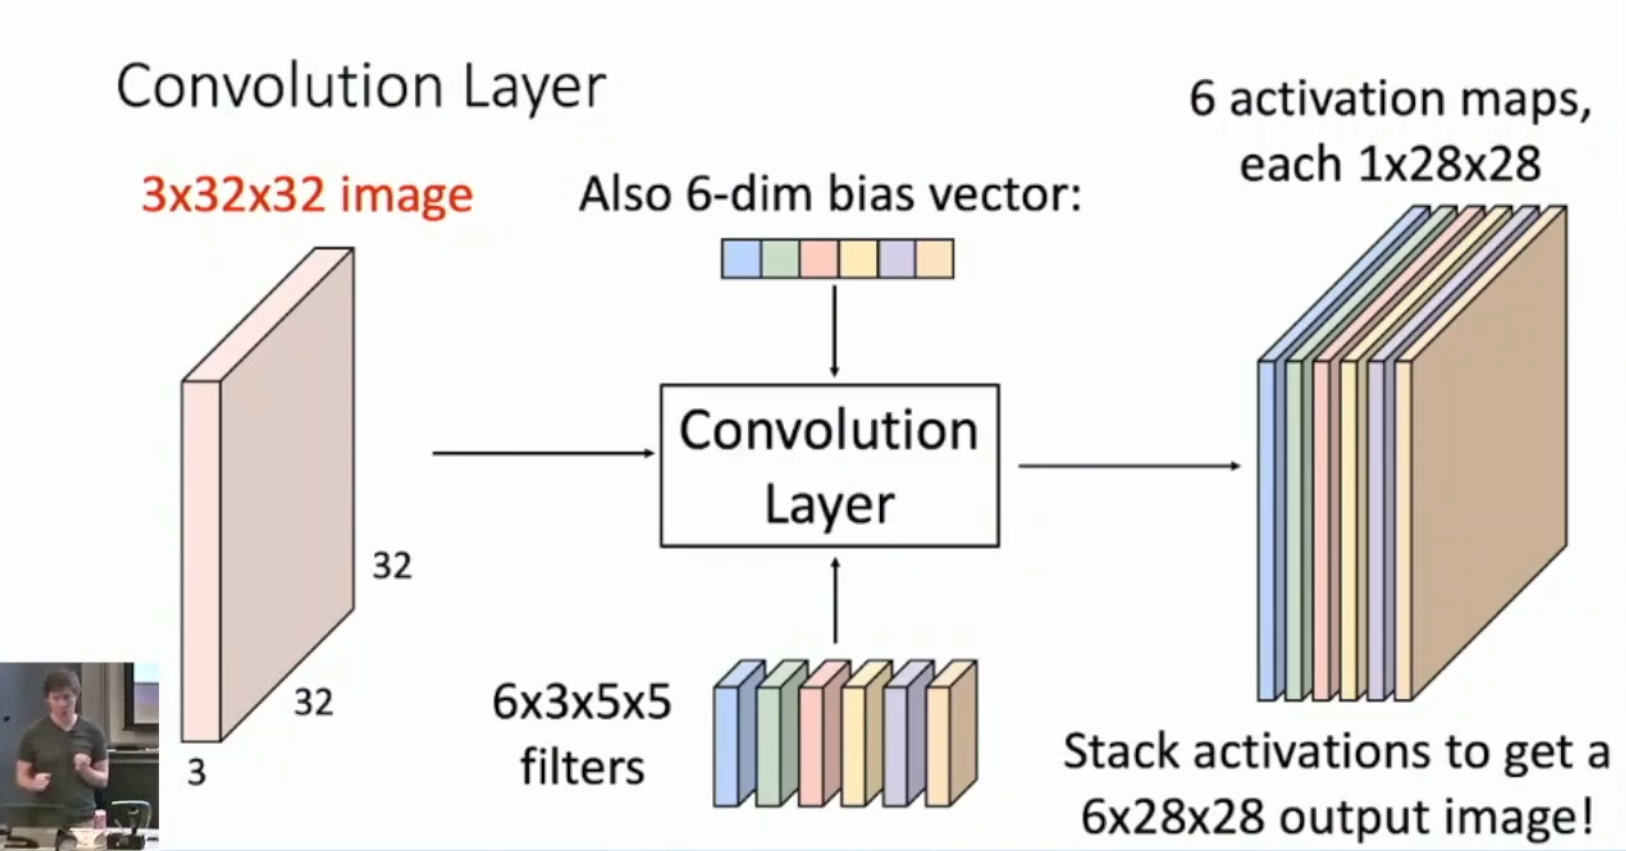 Convolution Layer
3x32x32 image
Also 6-dim bias vector:
6 activation maps,
each 1x28x28
Convolution
Layer
32
32
3
6x3x5x5
filters
Stack activations to get a
6x28x28 output image!